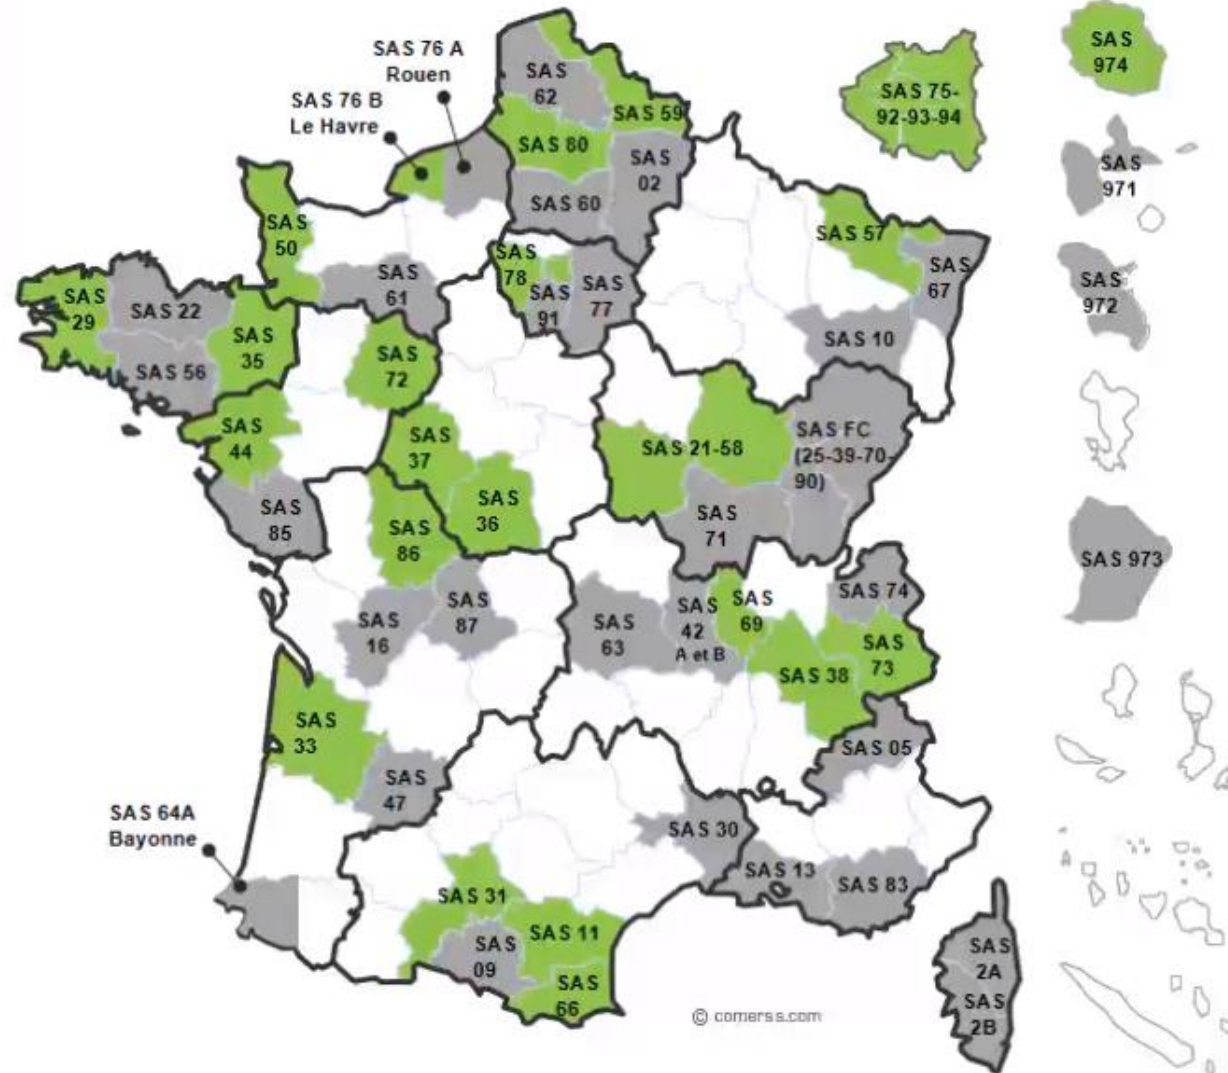 SAS 76 A
Rouen
SAS 76 B
Le Havre
SAS
62
SAS 59
SAS 80
SAS
02
SAS 60
SAS 75-
92-93-94
SAS
974
SAS
971
SAS
972
SAS 973
SAS
50
SAS
61
SAS
78
SAS
91
SAS
77
SAS 57
SAS
67
SAS 10
SAS
29
SAS 22
SAS 56
SAS
35
SAS
72
SAS
44
SAS
85
SAS
37
SAS
36
SAS
86
SAS 21-58
SAS FC
(25-39-70-
90)
SAS
71
SAS
16
SAS
87
SAS
63
SAS
42
A et B
SAS
69
SAS 74
SAS
73
SAS 38
SAS 05
SAS
33
SAS
47
SAS 64A
Bayonne
SAS 30
SAS 13
SAS 83
SAS 31
SAS 11
SAS
09
SAS
66
SAS
2A
SAS
2B
© comerss.com